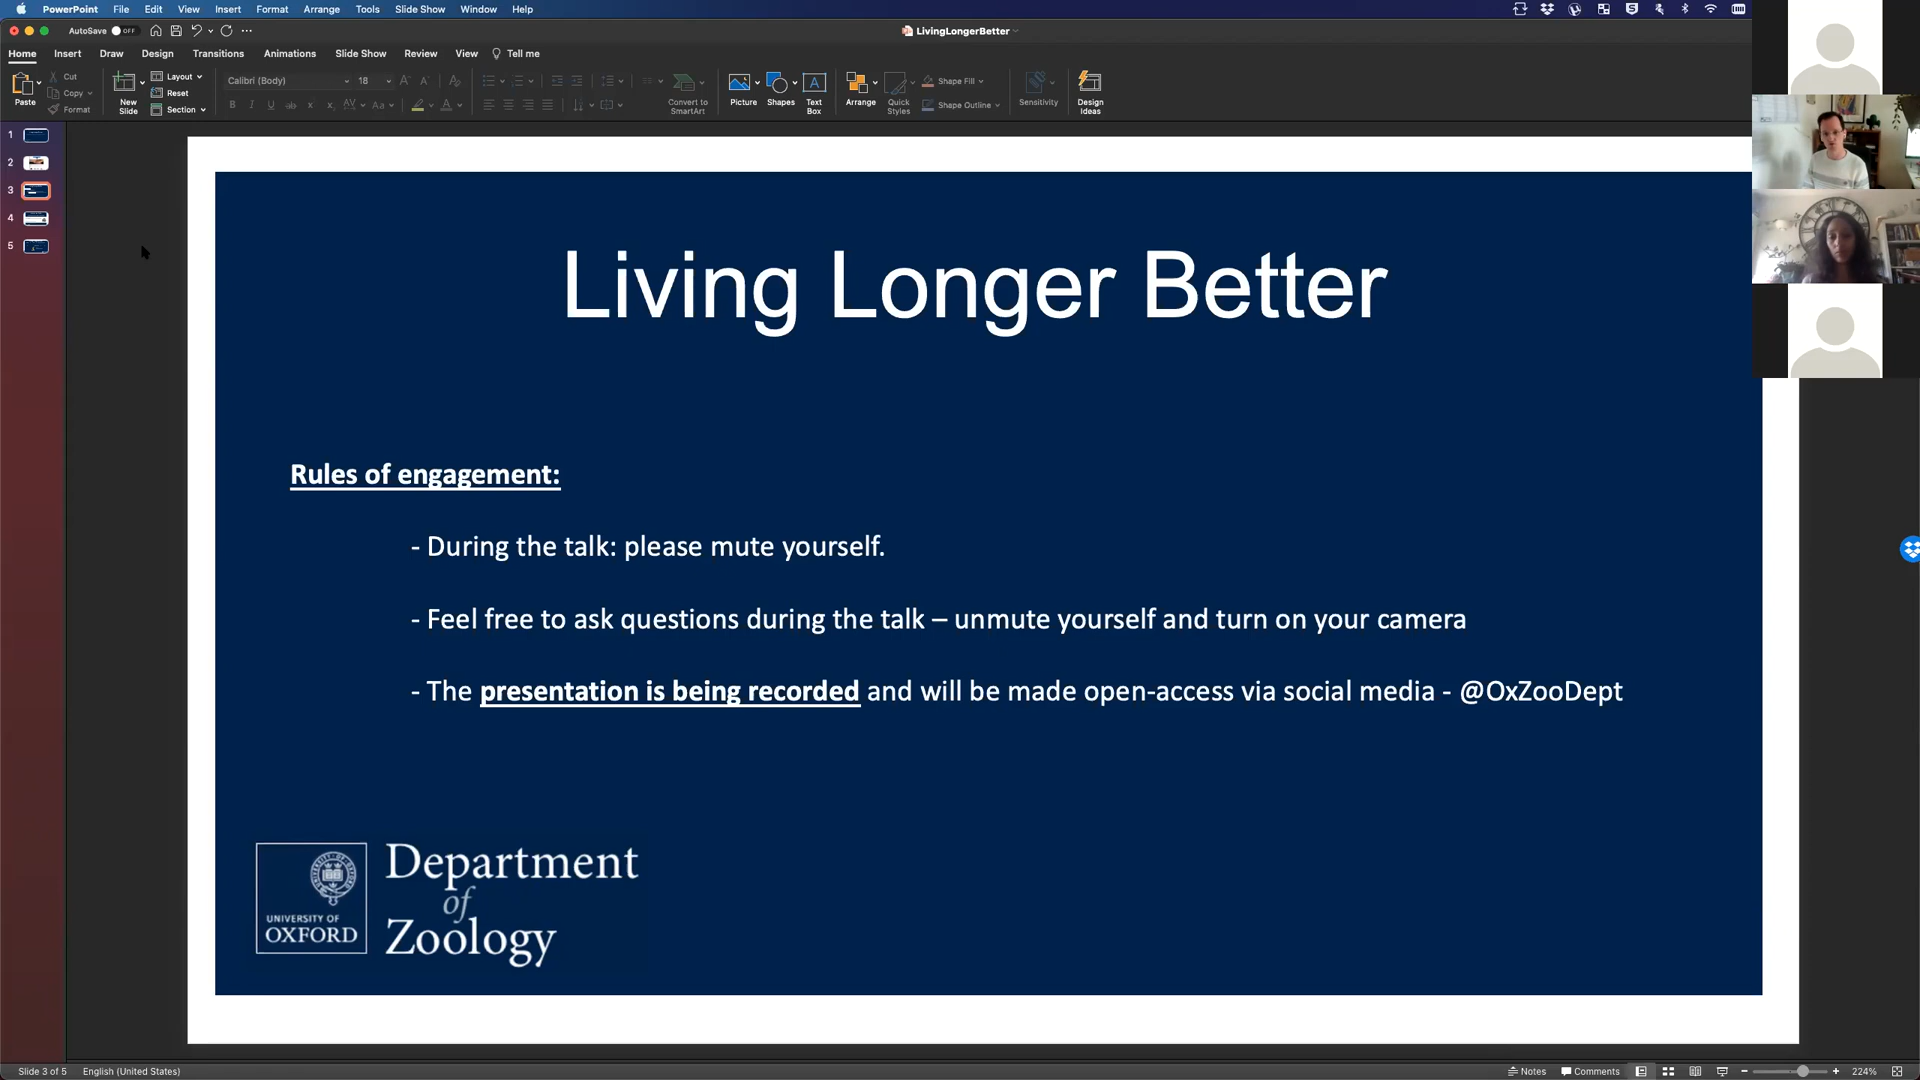 PowerPoint File Edit View Insert Format Arrange Tools Slide Show Window Help
AutoSave OFF
LivingLongerBetter
Home Insert Draw Design Transitions Animations Slide Show Review View Tell me
Paste
Cut
Copy
Format
New Slide
Layout
Reset
Section
Calibri (Body) 18
Convert to SmartArt
Picture
Shapes
Text Box
Arrange
Quick Styles
Shape Fill
Shape Outline
Sensitivity
Design Ideas
1
2
3
4
5
Living Longer Better
Rules of engagement:
- During the talk: please mute yourself.
- Feel free to ask questions during the talk – unmute yourself and turn on your camera
- The presentation is being recorded and will be made open-access via social media - @OxZooDept
UNIVERSITY OF
OXFORD
Department
of
Zoology
Slide 3 of 5 English (United States) Notes Comments 224%